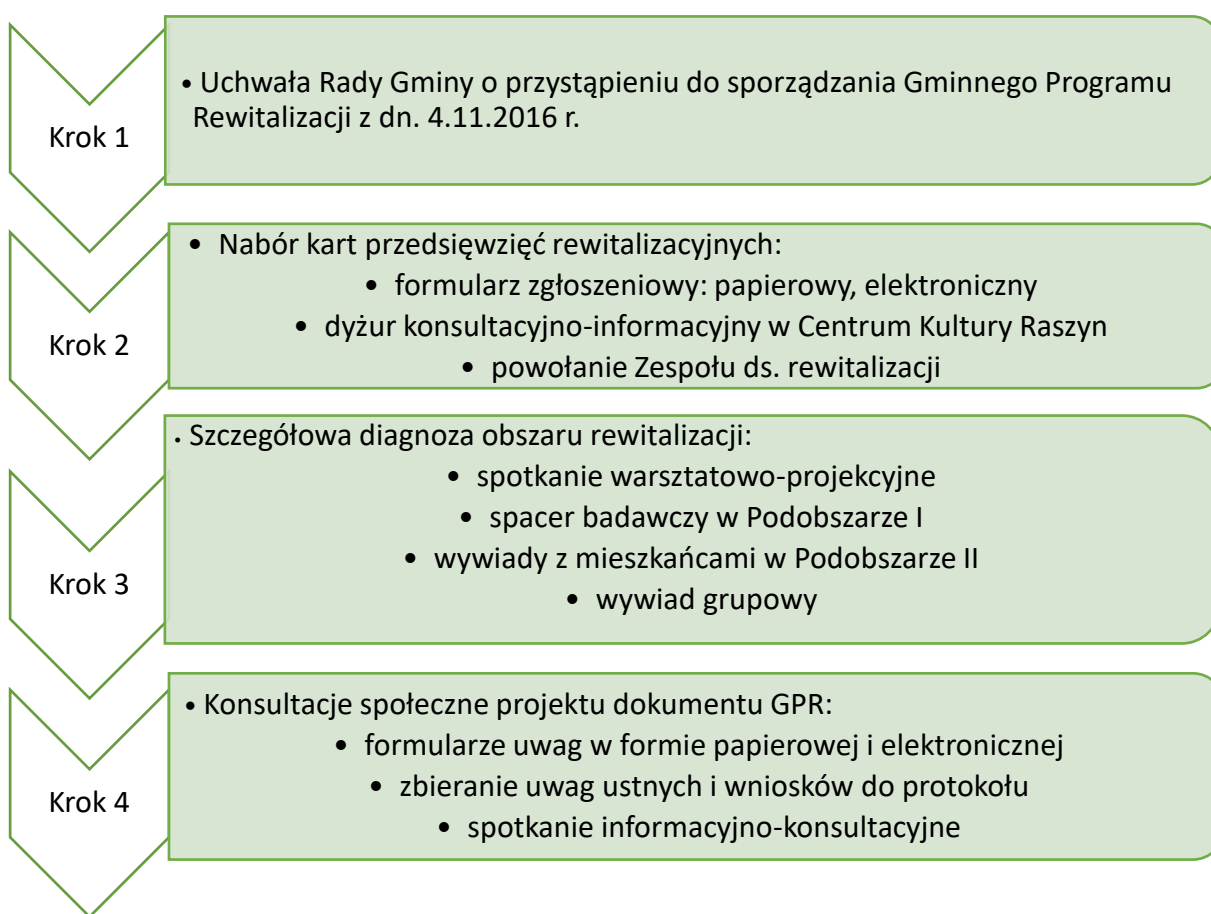 Krok 1
• Uchwała Rady Gminy o przystąpieniu do sporządzania Gminnego Programu
Rewitalizacji z dn. 4.11.2016 r.
Krok 2
• Nabór kart przedsięwzięć rewitalizacyjnych:
• formularz zgłoszeniowy: papierowy, elektroniczny
• dyżur konsultacyjno-informacyjny w Centrum Kultury Raszyn
• powołanie Zespołu ds. rewitalizacji
Krok 3
• Szczegółowa diagnoza obszaru rewitalizacji:
• spotkanie warsztatowo-projekcyjne
• spacer badawczy w Podobszarze I
• wywiady z mieszkańcami w Podobszarze II
• wywiad grupowy
Krok 4
• Konsultacje społeczne projektu dokumentu GPR:
• formularze uwag w formie papierowej i elektronicznej
• zbieranie uwag ustnych i wniosków do protokołu
• spotkanie informacyjno-konsultacyjne